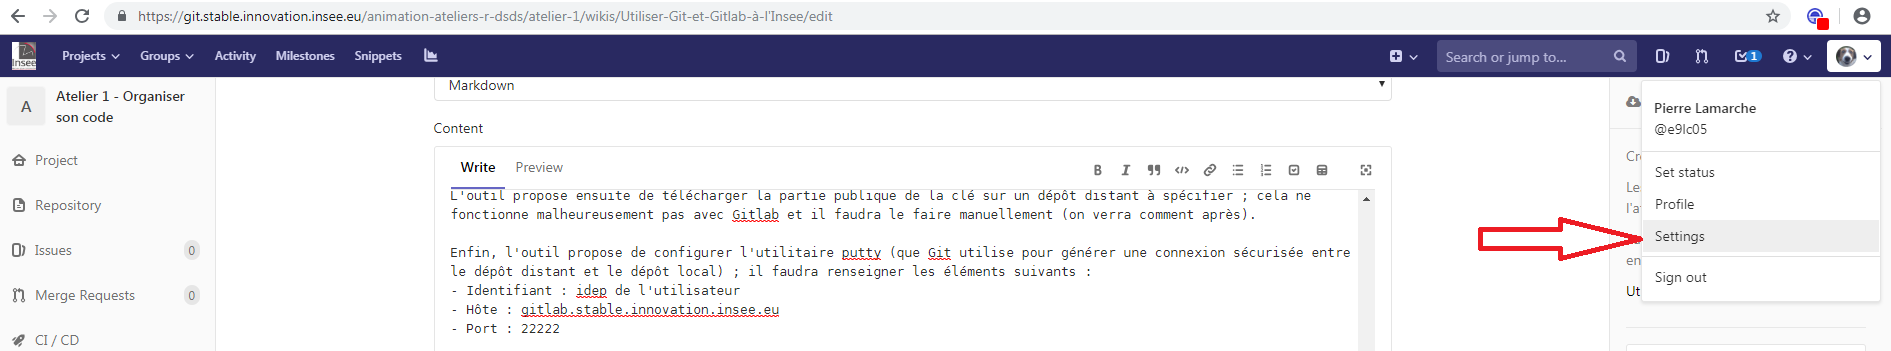 https://git.stable.innovation.insee.eu/animation-ateliers-r-dsds/atelier-1/wikis/Utiliser-Git-et-Gitlab-à-l'Insee/edit
Insee Projects Groups Activity Milestones Snippets Search or jump to... 1
A Atelier 1 - Organiser
son code
Project
Repository
Issues 0
Merge Requests 0
CI / CD
Markdown
Content
Write Preview
L'outil propose ensuite de télécharger la partie publique de la clé sur un dépôt distant à spécifier ; cela ne
fonctionne malheureusement pas avec Gitlab et il faudra le faire manuellement (on verra comment après).
Enfin, l'outil propose de configurer l'utilitaire putty (que Git utilise pour générer une connexion sécurisée entre
le dépôt distant et le dépôt local) ; il faudra renseigner les éléments suivants :
- Identifiant : idep de l'utilisateur
- Hôte : gitlab.stable.innovation.insee.eu
- Port : 22222
Pierre Lamarche
@e9lc05
Set status
Profile
Settings
Sign out
Cr
Le
l'a
en
Ut